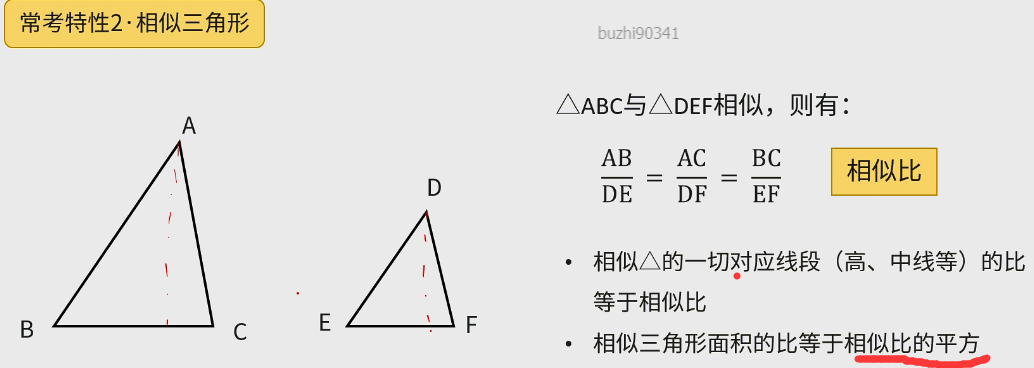 常考特性2·相似三角形
buzhi90341
△ABC与△DEF相似，则有：
AB/DE = AC/DF = BC/EF
相似比
• 相似△的一切对应线段（高、中线等）的比
等于相似比
• 相似三角形面积的比等于相似比的平方
A
B
C
D
E
F